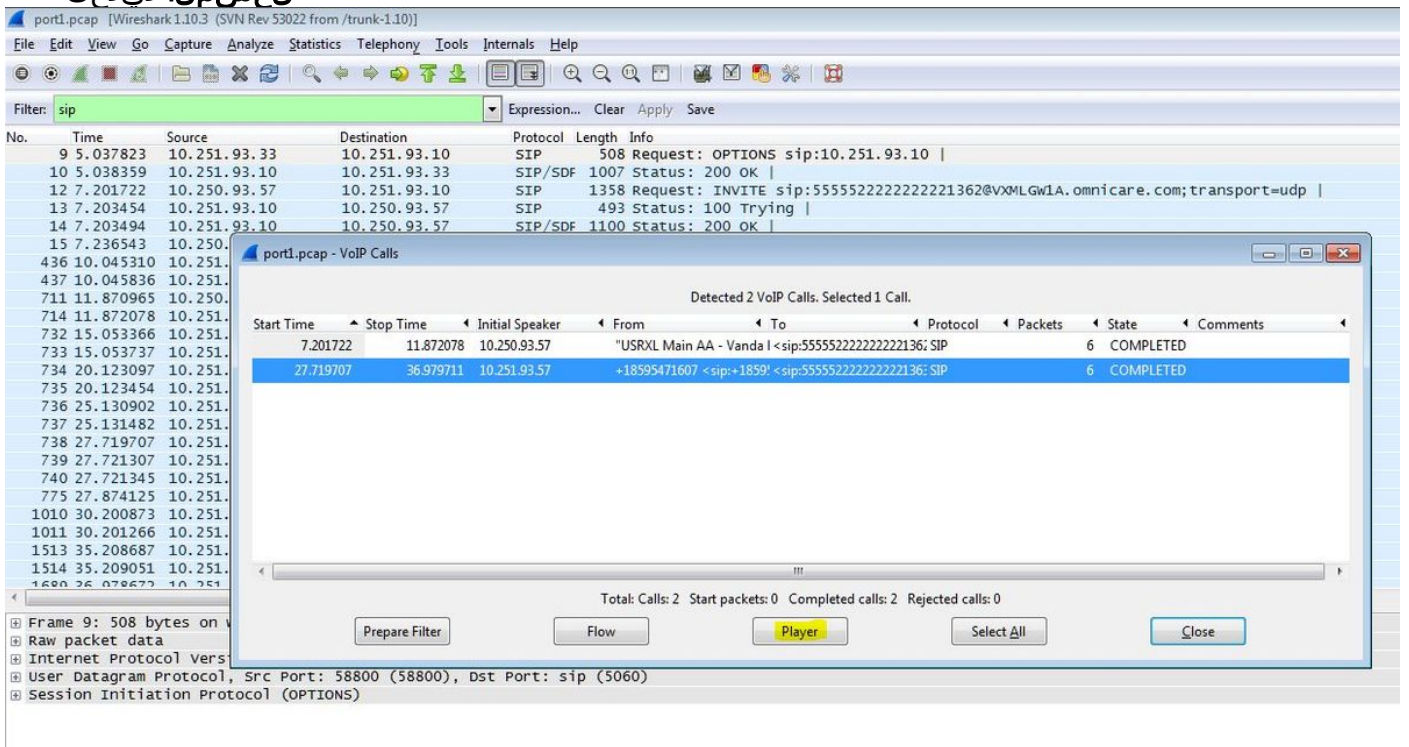 port1.pcap [Wireshark 1.10.3 (SVN Rev 53022 from /trunk-1.10)]
File Edit View Go Capture Analyze Statistics Telephony Tools Internals Help
Filter: sip Expression... Clear Apply Save
No. Time Source Destination Protocol Length Info
9 5.037823 10.251.93.33 10.251.93.10 SIP 508 Request: OPTIONS sip:10.251.93.10 |
10 5.038359 10.251.93.10 10.251.93.33 SIP/SDF 1007 Status: 200 OK |
12 7.201722 10.250.93.57 10.251.93.10 SIP 1358 Request: INVITE sip:5555522222222221362@VXMLGW1A.omnicare.com;transport=udp |
13 7.203454 10.251.93.10 10.250.93.57 SIP 493 Status: 100 Trying |
14 7.203494 10.251.93.10 10.250.93.57 SIP/SDF 1100 Status: 200 OK |
15 7.236543 10.250.
436 10.045310 10.251.
437 10.045836 10.251.
711 11.870965 10.250.
714 11.872078 10.251.
732 15.053366 10.251.
733 15.053737 10.251.
734 20.123097 10.251.
735 20.123454 10.251.
736 25.130902 10.251.
737 25.131482 10.251.
738 27.719707 10.251.
739 27.721307 10.251.
740 27.721345 10.251.
775 27.874125 10.251.
1010 30.200873 10.251.
1011 30.201266 10.251.
1513 35.208687 10.251.
1514 35.209051 10.251.
1689 36.978672 10.251
port1.pcap - VoIP Calls
Detected 2 VoIP Calls. Selected 1 Call.
Start Time Stop Time Initial Speaker From To Protocol Packets State Comments
7.201722 11.872078 10.250.93.57 "USRXL Main AA - Vanda I <sip:5555522222222221362 SIP 6 COMPLETED
27.719707 36.979711 10.251.93.57 +18595471607 <sip:+1859! <sip:555552222222222136: SIP 6 COMPLETED
Total: Calls: 2 Start packets: 0 Completed calls: 2 Rejected calls: 0
Prepare Filter Flow Player Select All Close
Frame 9: 508 bytes on w
Raw packet data
Internet Protocol Vers
User Datagram Protocol, Src Port: 58800 (58800), Dst Port: sip (5060)
Session Initiation Protocol (OPTIONS)